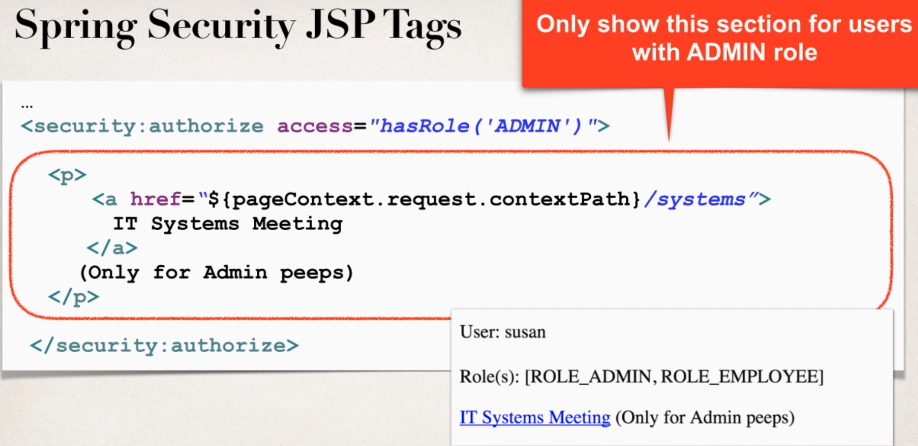 Spring Security JSP Tags
Only show this section for users
with ADMIN role
...
<security:authorize access="hasRole('ADMIN')">
<p>
<a href=“${pageContext.request.contextPath}/systems”>
IT Systems Meeting
</a>
(Only for Admin peeps)
</p>
</security:authorize>
User: susan
Role(s): [ROLE_ADMIN, ROLE_EMPLOYEE]
IT Systems Meeting (Only for Admin peeps)